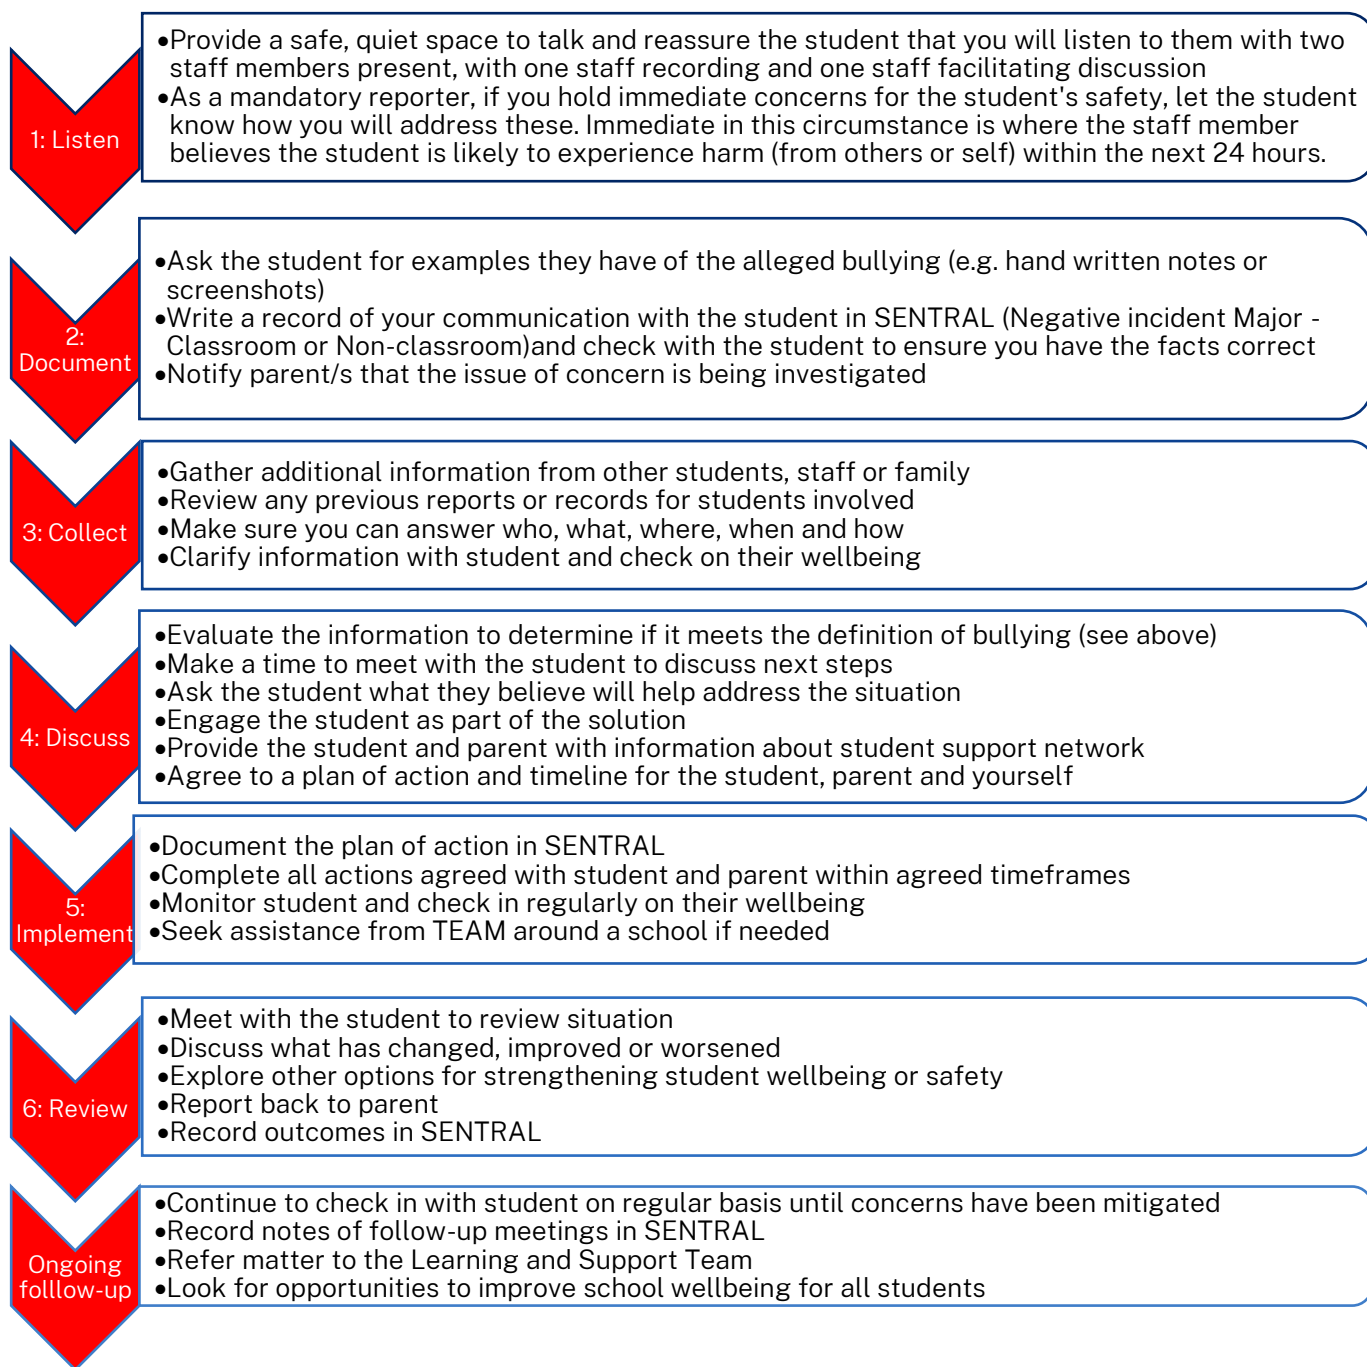 1: Listen
•Provide a safe, quiet space to talk and reassure the student that you will listen to them with two
staff members present, with one staff recording and one staff facilitating discussion
•As a mandatory reporter, if you hold immediate concerns for the student's safety, let the student
know how you will address these. Immediate in this circumstance is where the staff member
believes the student is likely to experience harm (from others or self) within the next 24 hours.
2:
Document
•Ask the student for examples they have of the alleged bullying (e.g. hand written notes or
screenshots)
•Write a record of your communication with the student in SENTRAL (Negative incident Major -
Classroom or Non-classroom)and check with the student to ensure you have the facts correct
•Notify parent/s that the issue of concern is being investigated
3: Collect
•Gather additional information from other students, staff or family
•Review any previous reports or records for students involved
•Make sure you can answer who, what, where, when and how
•Clarify information with student and check on their wellbeing
4: Discuss
•Evaluate the information to determine if it meets the definition of bullying (see above)
•Make a time to meet with the student to discuss next steps
•Ask the student what they believe will help address the situation
•Engage the student as part of the solution
•Provide the student and parent with information about student support network
•Agree to a plan of action and timeline for the student, parent and yourself
5:
Implement
•Document the plan of action in SENTRAL
•Complete all actions agreed with student and parent within agreed timeframes
•Monitor student and check in regularly on their wellbeing
•Seek assistance from TEAM around a school if needed
6: Review
•Meet with the student to review situation
•Discuss what has changed, improved or worsened
•Explore other options for strengthening student wellbeing or safety
•Report back to parent
•Record outcomes in SENTRAL
Ongoing
folllow-up
•Continue to check in with student on regular basis until concerns have been mitigated
•Record notes of follow-up meetings in SENTRAL
•Refer matter to the Learning and Support Team
•Look for opportunities to improve school wellbeing for all students